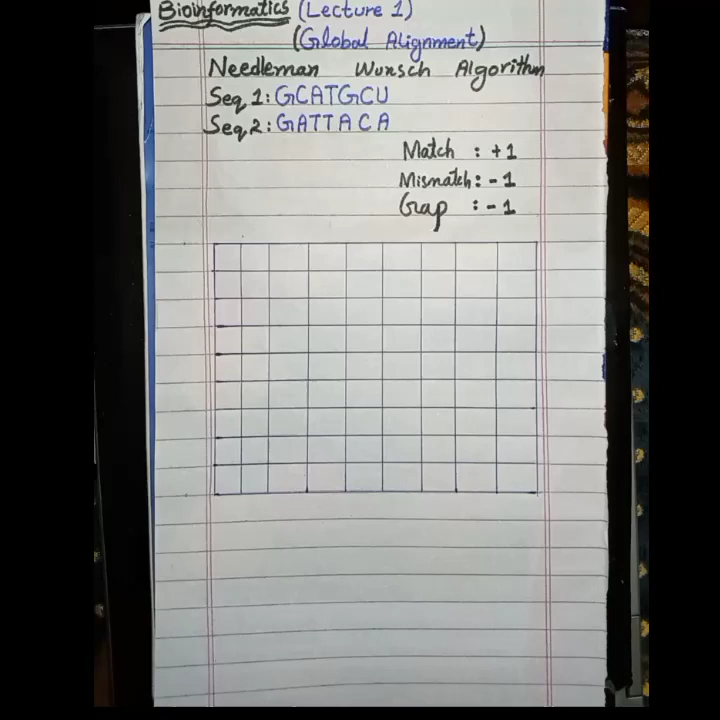 Bioinformatics (Lecture 1)
(Global Alignment)
Needleman Wunsch Algorithm
Seq 1: GCATGCU
Seq 2: GATTACA
Match : +1
Mismatch: -1
Gap : -1